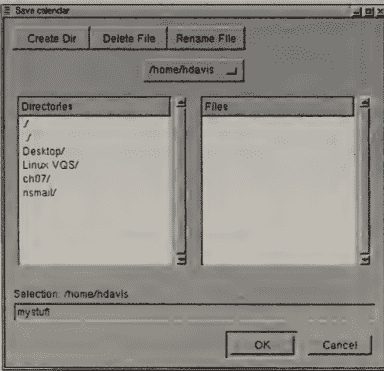 Save calendar
Create Dir Delete File Rename File
/home/hdavis
Directories Files
./
../
Desktop/
Linux VQS/
ch07/
nsmail/
Selection: /home/hdavis
mystuff
OK Cancel